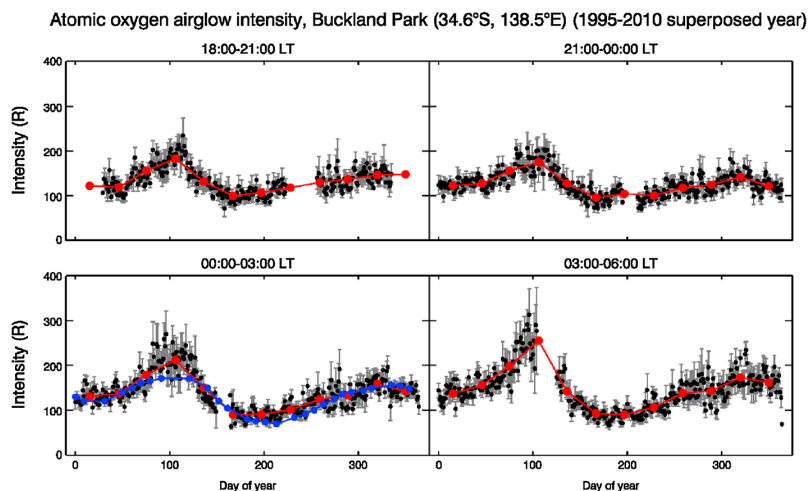 Atomic oxygen airglow intensity, Buckland Park (34.6°S, 138.5°E) (1995-2010 superposed year)
18:00-21:00 LT
21:00-00:00 LT
Intensity (R)
400
300
200
100
0
00:00-03:00 LT
03:00-06:00 LT
Intensity (R)
400
300
200
100
0
0 100 200 300
0 100 200 300
Day of year
Day of year